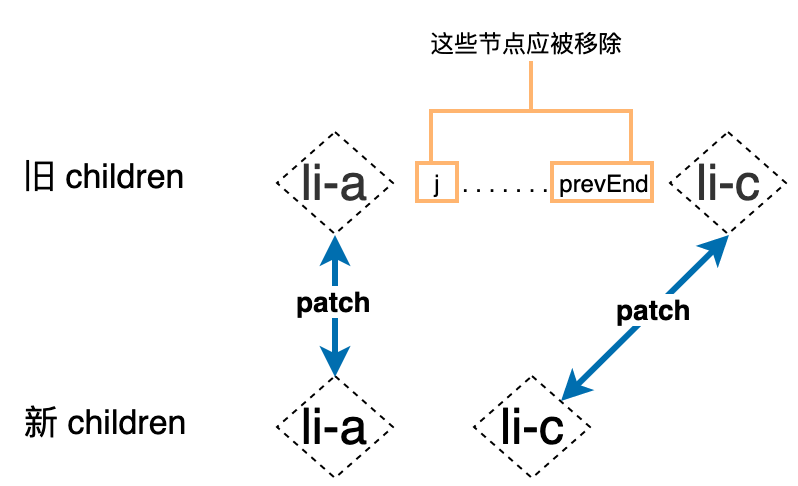 这些节点应被移除
旧 children
li-a
j
. . . . . . .
prevEnd
li-c
patch
patch
新 children
li-a
li-c